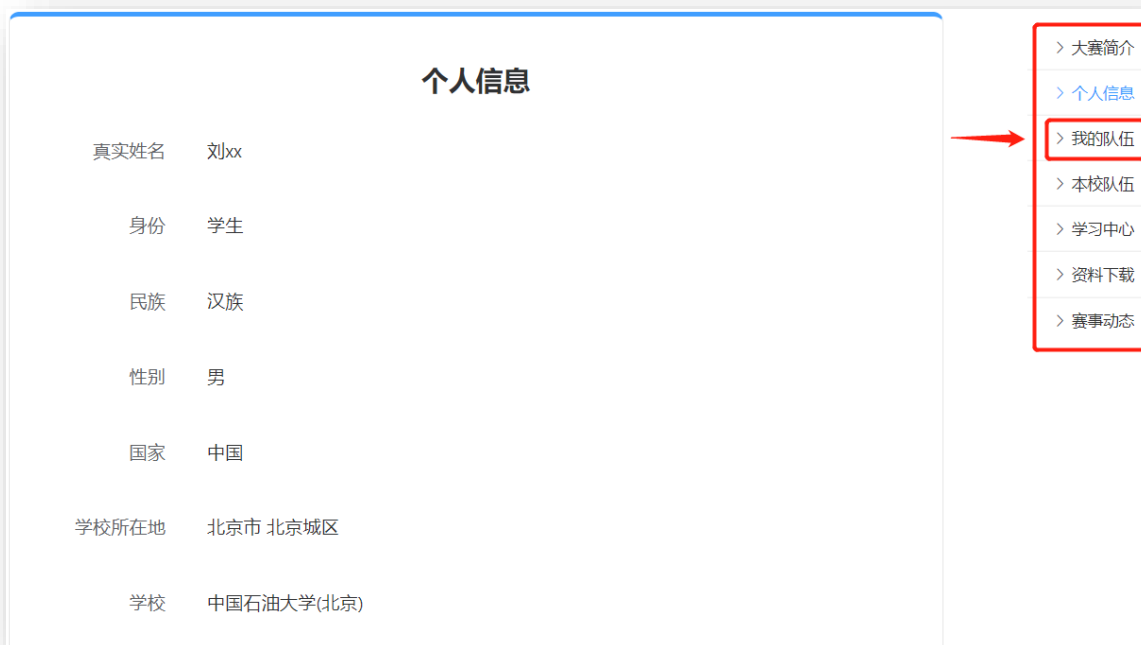 个人信息
真实姓名 刘xx
身份 学生
民族 汉族
性别 男
国家 中国
学校所在地 北京市 北京城区
学校 中国石油大学(北京)
大赛简介
个人信息
我的队伍
本校队伍
学习中心
资料下载
赛事动态